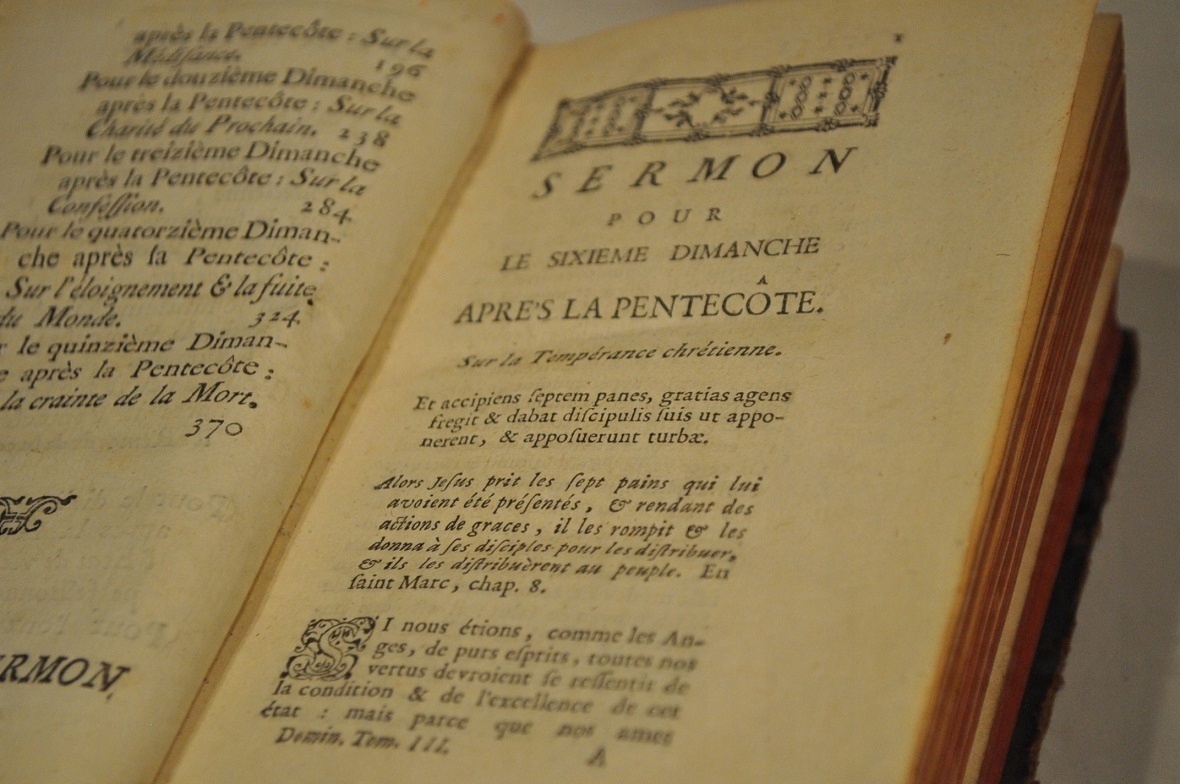 après la Pentecôte : Sur la
Médiſance. 196
Pour le douzième Dimanche
après la Pentecôte : Sur la
Charité du Prochain. 238
Pour le treizième Dimanche
après la Pentecôte : Sur la
Confeſſion. 284
Pour le quatorzième Diman-
che après la Pentecôte :
Sur l'éloignement & la fuite
du Monde. 324
le quinzième Diman-
après la Pentecôte :
la crainte de la Mort.
370
RMON
SERMON
POUR
LE SIXIEME DIMANCHE
APRE'S LA PENTECÔTE.
Sur la Tempérance chrétienne.
Et accipiens ſeptem panes, gratias agens
fregit & dabat diſcipulis ſuis ut appo-
nerent, & appoſuerunt turbæ.
Alors Jeſus prit les ſept pains qui lui
avoient été préſentés, & rendant des
actions de graces, il les rompit & les
donna à ſes diſciples pour les diſtribuer,
& ils les diſtribuèrent au peuple. En
ſaint Marc, chap. 8.
SI nous étions, comme les An-
ges, de purs eſprits, toutes nos
vertus devroient ſe reſſentir de
la condition & de l'excellence de cet
état : mais parce que nos ames
Domin. Tom. III. A